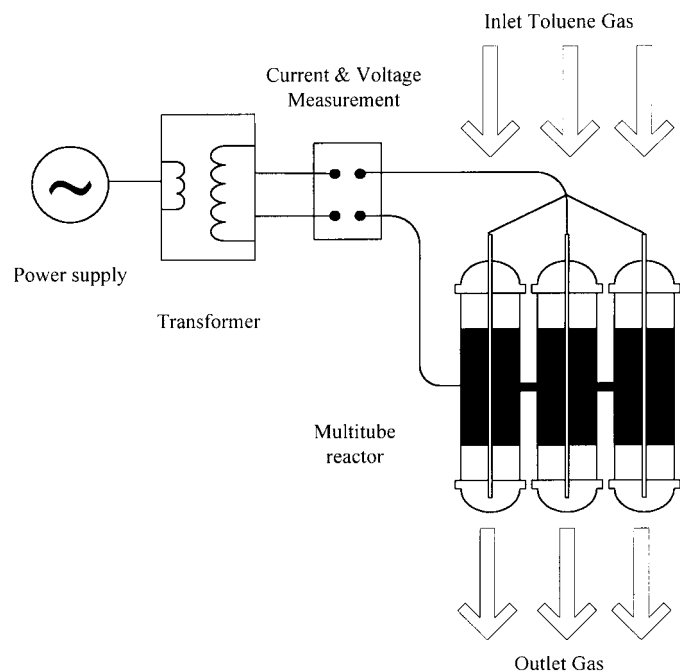 Inlet Toluene Gas
Current & Voltage
Measurement
Power supply
Transformer
Multitube
reactor
Outlet Gas